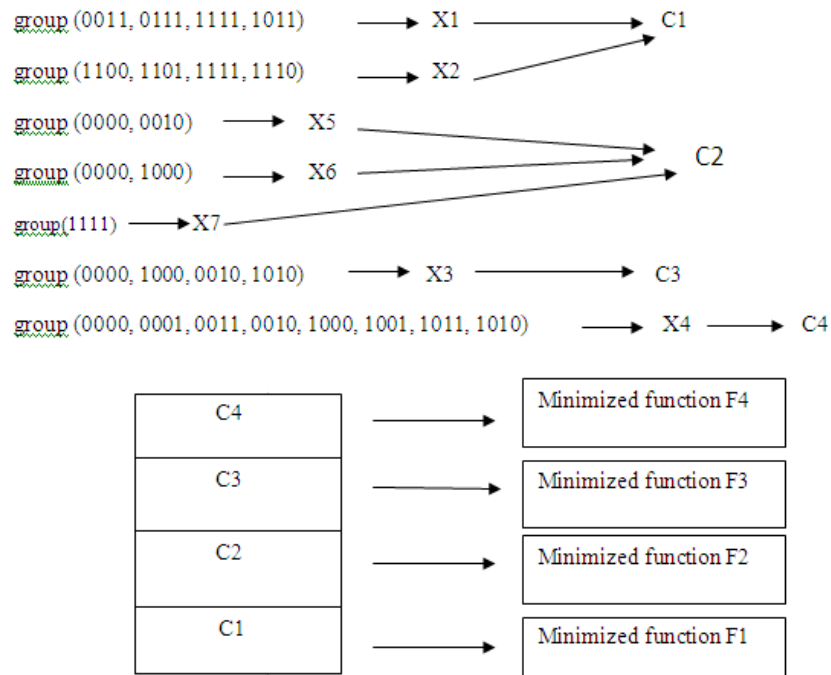 group (0011, 0111, 1111, 1011) X1 C1
group (1100, 1101, 1111, 1110) X2
group (0000, 0010) X5
C2
group (0000, 1000) X6
group(1111) X7
group (0000, 1000, 0010, 1010) X3 C3
group (0000, 0001, 0011, 0010, 1000, 1001, 1011, 1010) X4 C4
C4 Minimized function F4
C3 Minimized function F3
C2 Minimized function F2
C1 Minimized function F1